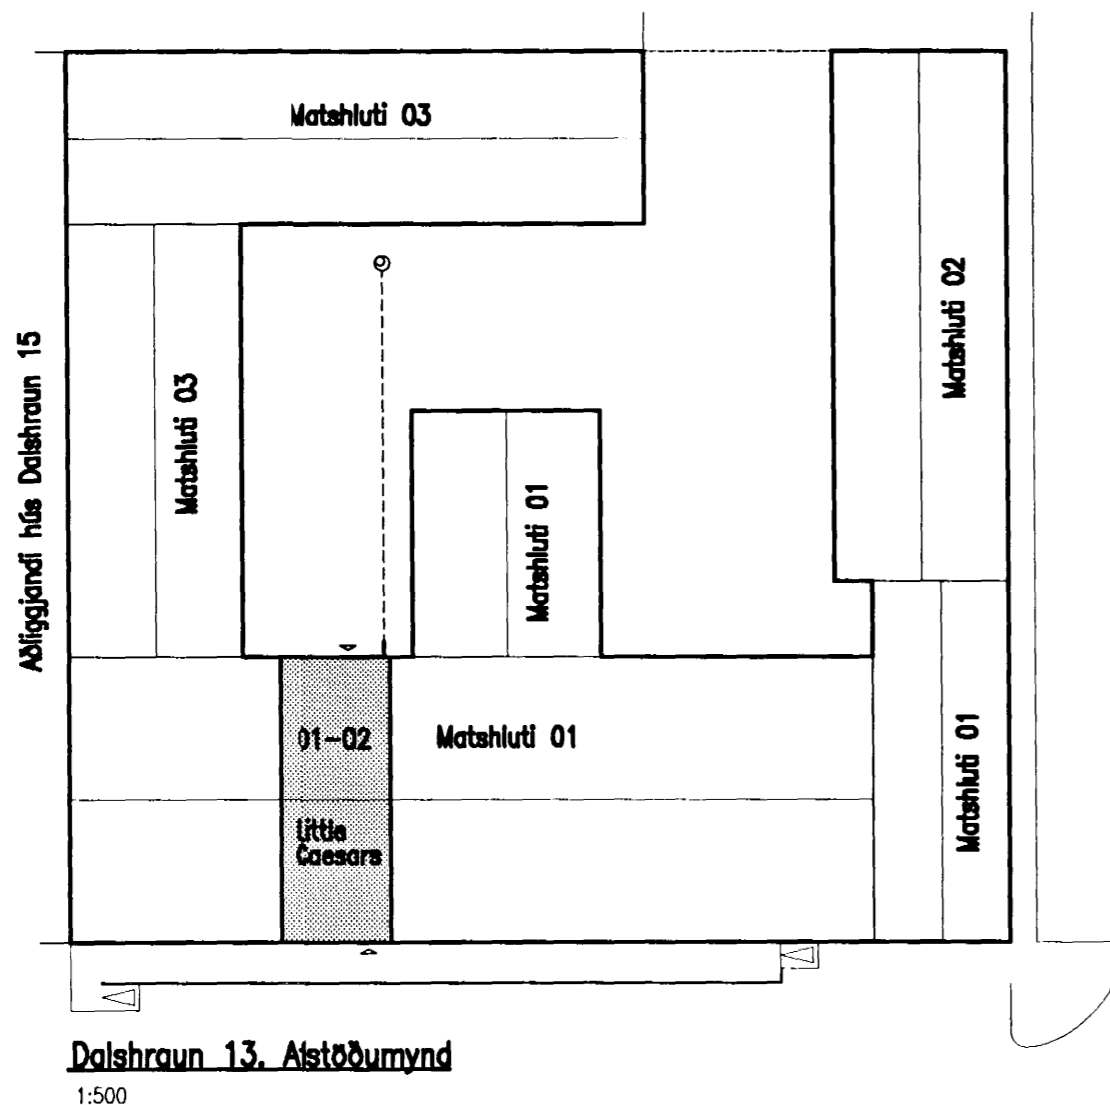 Matshluti 03
Matshluti 02
Aðliggjandi hús Dalshraun 15
Matshluti 03
Matshluti 01
01-02
Matshluti 01
Matshluti 01
Little
Caesars
Dalshraun 13. Afstöðumynd
1:500